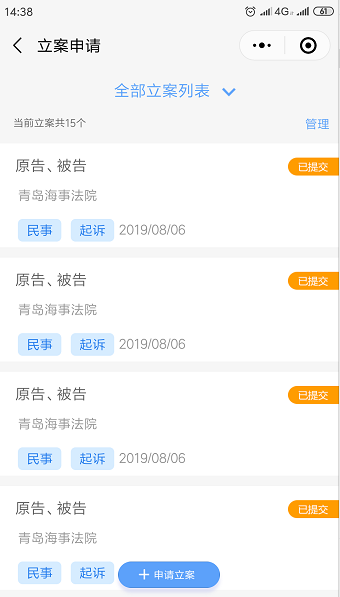 14:38 4G 61
立案申请
全部立案列表
当前立案共15个 管理
原告、被告 已提交
青岛海事法院
民事 起诉 2019/08/06
原告、被告 已提交
青岛海事法院
民事 起诉 2019/08/06
原告、被告 已提交
青岛海事法院
民事 起诉 2019/08/06
原告、被告 已提交
青岛海事法院
民事 起诉
+ 申请立案